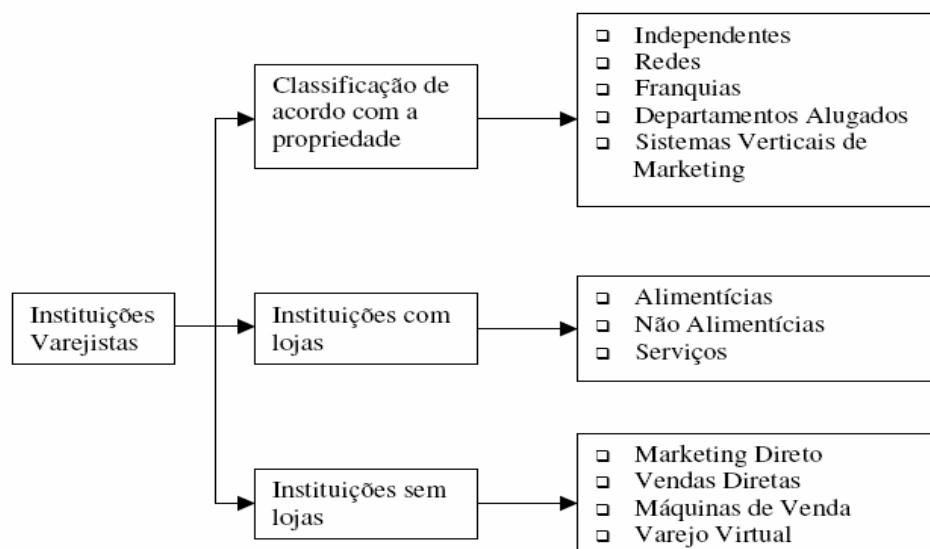 Instituições
Varejistas
Classificação de
acordo com a
propriedade
Independentes
Redes
Franquias
Departamentos Alugados
Sistemas Verticais de
Marketing
Instituições com
lojas
Alimentícias
Não Alimentícias
Serviços
Instituições sem
lojas
Marketing Direto
Vendas Diretas
Máquinas de Venda
Varejo Virtual